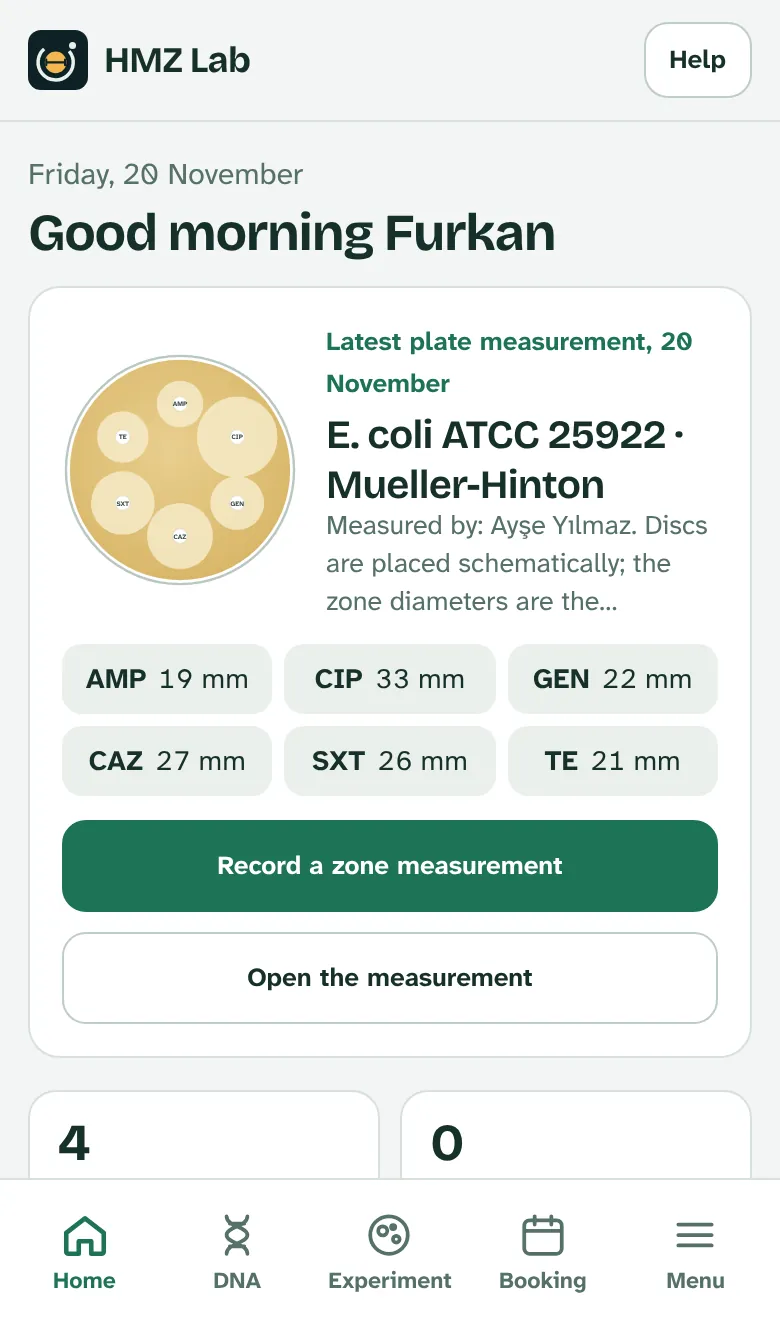 HMZ Lab
Help
Friday, 20 November
Good morning Furkan
AMP
TE
CIP
SXT
GEN
CAZ
Latest plate measurement, 20
November
E. coli ATCC 25922 ·
Mueller-Hinton
Measured by: Ayşe Yılmaz. Discs
are placed schematically; the
zone diameters are the…
AMP 19 mm
CIP 33 mm
GEN 22 mm
CAZ 27 mm
SXT 26 mm
TE 21 mm
Record a zone measurement
Open the measurement
4
0
Home
DNA
Experiment
Booking
Menu